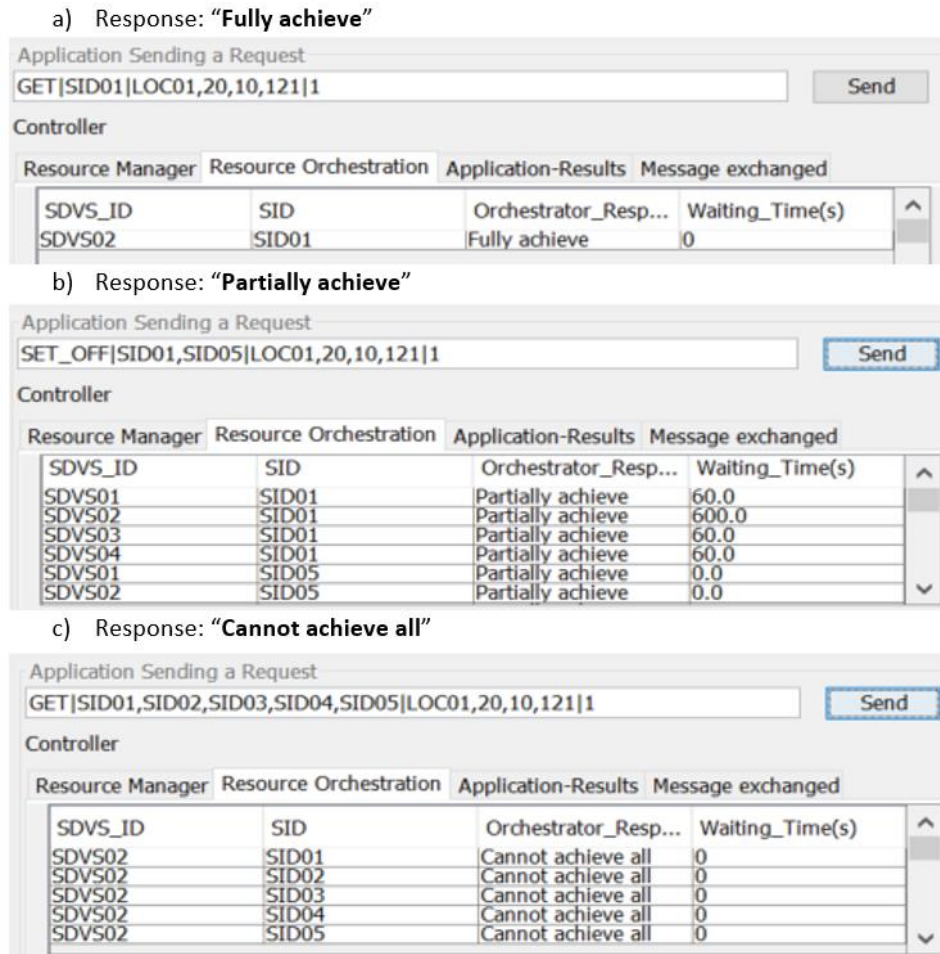 a) Response: “Fully achieve”
Application Sending a Request
GET|SID01|LOC01,20,10,121|1 Send
Controller
Resource Manager Resource Orchestration Application-Results Message exchanged
SDVS_ID SID Orchestrator_Resp... Waiting_Time(s)
SDVS02 SID01 Fully achieve 0
b) Response: “Partially achieve”
Application Sending a Request
SET_OFF|SID01,SID05|LOC01,20,10,121|1 Send
Controller
Resource Manager Resource Orchestration Application-Results Message exchanged
SDVS_ID SID Orchestrator_Resp... Waiting_Time(s)
SDVS01 SID01 Partially achieve 60.0
SDVS02 SID01 Partially achieve 600.0
SDVS03 SID01 Partially achieve 60.0
SDVS04 SID01 Partially achieve 60.0
SDVS01 SID05 Partially achieve 0.0
SDVS02 SID05 Partially achieve 0.0
c) Response: “Cannot achieve all”
Application Sending a Request
GET|SID01,SID02,SID03,SID04,SID05|LOC01,20,10,121|1 Send
Controller
Resource Manager Resource Orchestration Application-Results Message exchanged
SDVS_ID SID Orchestrator_Resp... Waiting_Time(s)
SDVS02 SID01 Cannot achieve all 0
SDVS02 SID02 Cannot achieve all 0
SDVS02 SID03 Cannot achieve all 0
SDVS02 SID04 Cannot achieve all 0
SDVS02 SID05 Cannot achieve all 0